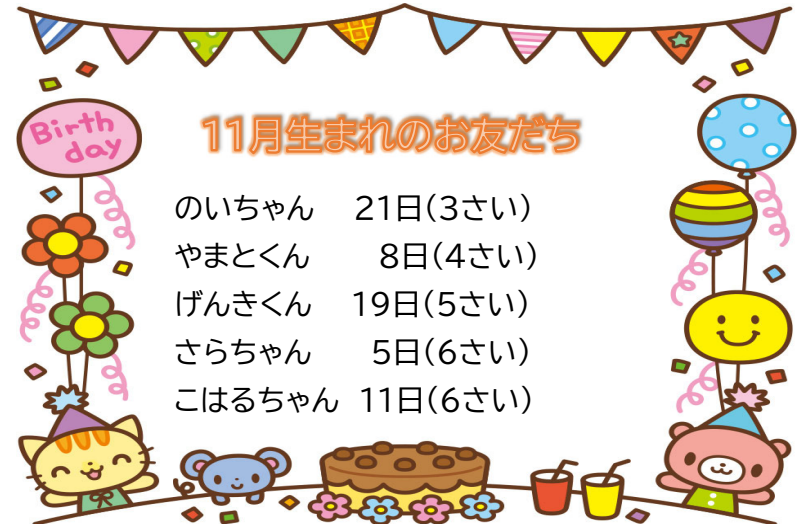 Birth
day
11月生まれのお友だち
のいちゃん　21日(3さい)
やまとくん　8日(4さい)
げんきくん　19日(5さい)
さらちゃん　5日(6さい)
こはるちゃん　11日(6さい)